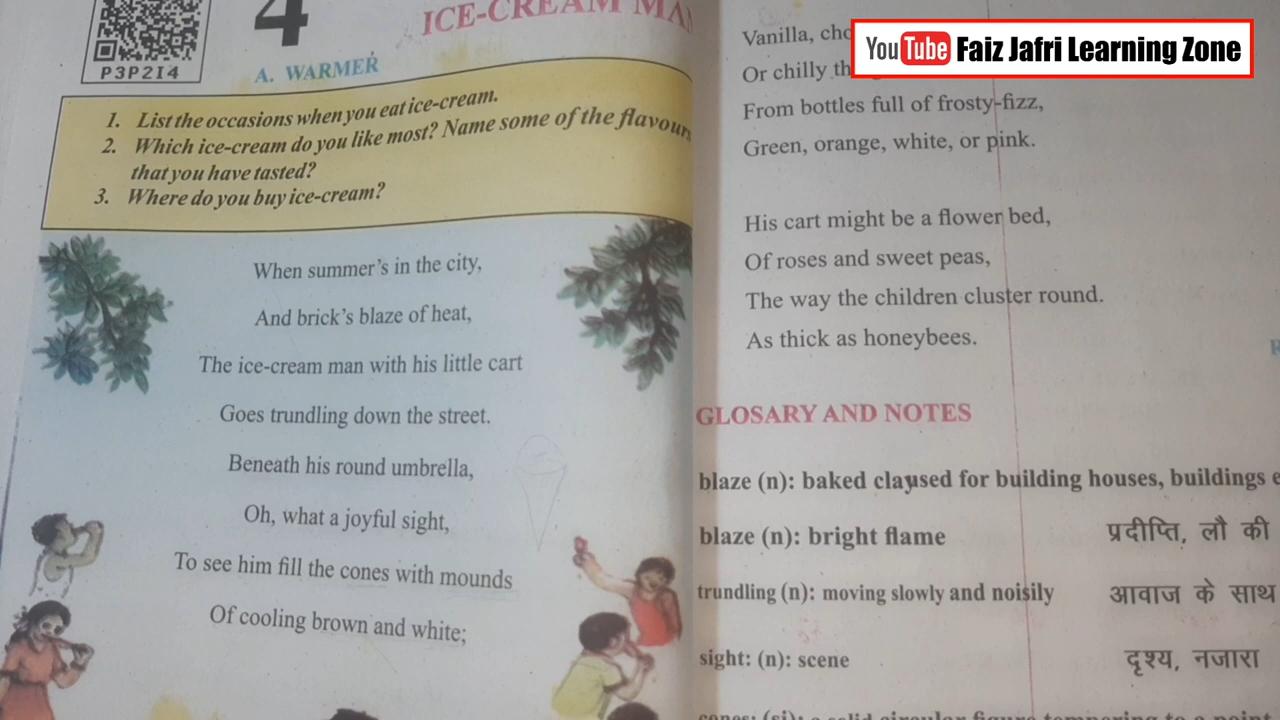 P3P2I4
4
ICE-CREAM
A. WARMER
1. List the occasions when you eat ice-cream.
2. Which ice-cream do you like most? Name some of the flavours
that you have tasted?
3. Where do you buy ice-cream?
When summer's in the city,
And brick's blaze of heat,
The ice-cream man with his little cart
Goes trundling down the street.
Beneath his round umbrella,
Oh, what a joyful sight,
To see him fill the cones with mounds
Of cooling brown and white;
YouTube Faiz Jafri Learning Zone
Vanilla,
Or chilly
From bottles full of frosty-fizz,
Green, orange, white, or pink.
His cart might be a flower bed,
Of roses and sweet peas,
The way the children cluster round.
As thick as honeybees.
GLOSARY AND NOTES
blaze (n): baked clay used for building houses, buildings
blaze (n): bright flame प्रदीप्ति, लौ की
trundling (n): moving slowly and noisily आवाज के साथ
sight: (n): scene दृश्य, नजारा